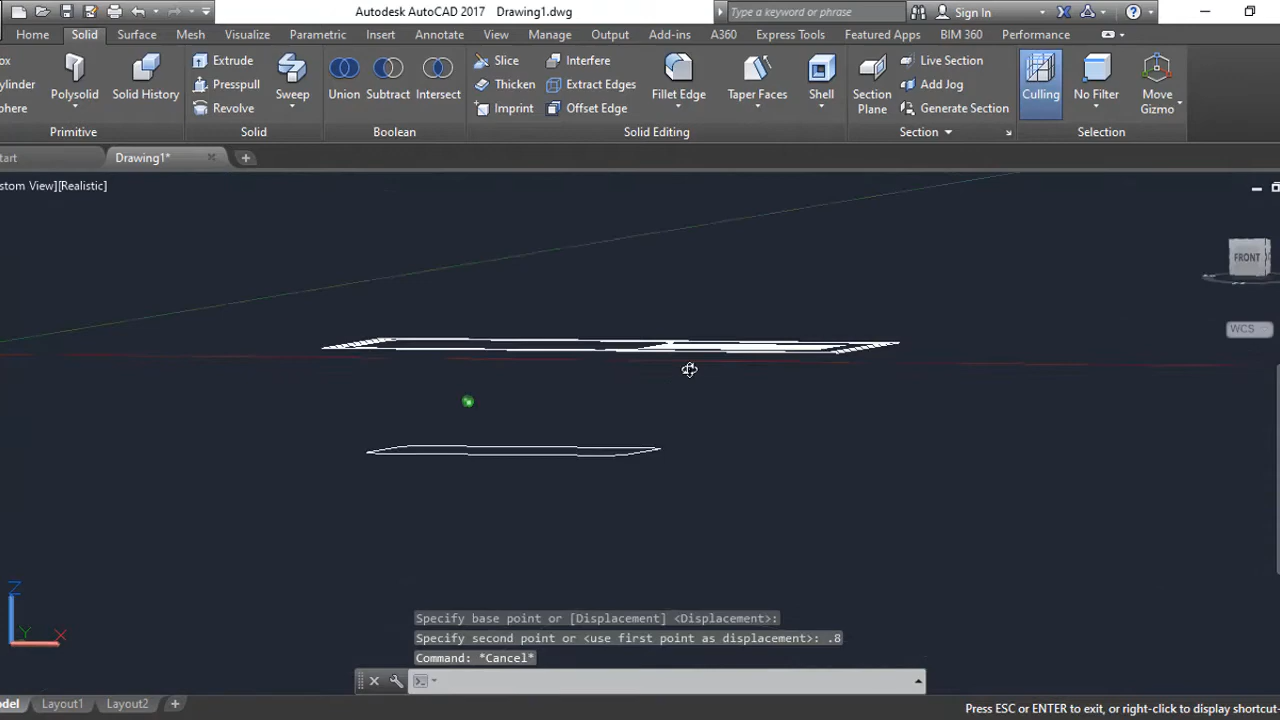 Autodesk AutoCAD 2017 Drawing1.dwg
Type a keyword or phrase
Sign In
Home Solid Surface Mesh Visualize Parametric Insert Annotate View Manage Output Add-ins A360 Express Tools Featured Apps BIM 360 Performance
ox
ylinder
phere
Polysolid
Solid History
Primitive
Extrude
Presspull
Revolve
Sweep
Solid
Union
Subtract
Intersect
Boolean
Slice
Thicken
Imprint
Interfere
Extract Edges
Offset Edge
Fillet Edge
Taper Faces
Shell
Solid Editing
Section
Plane
Live Section
Add Jog
Generate Section
Section
Culling
No Filter
Move
Gizmo
Selection
tart
Drawing1*
stom View][Realistic]
FRONT
WCS
Z
Y
X
Specify base point or [Displacement] <Displacement>:
Specify second point or <use first point as displacement>: .8
Command: *Cancel*
odel
Layout1
Layout2
Press ESC or ENTER to exit, or right-click to display shortcut-